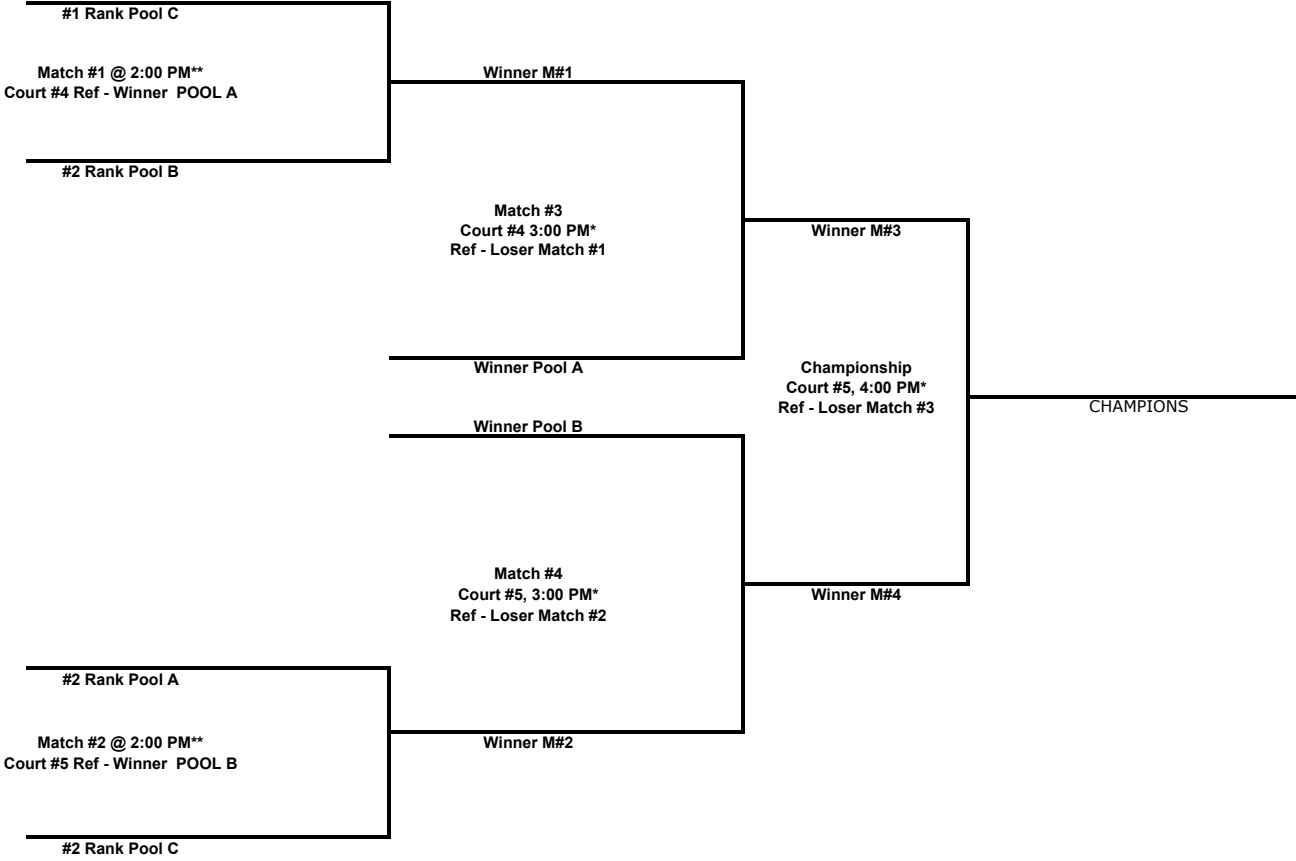 #1 Rank Pool C
Match #1 @ 2:00 PM**
Court #4 Ref - Winner  POOL A
#2 Rank Pool B
Winner M#1
Match #3
Court #4 3:00 PM*
Ref - Loser Match #1
Winner Pool A
Winner M#3
Championship
Court #5, 4:00 PM*
Ref - Loser Match #3
CHAMPIONS
Winner Pool B
Match #4
Court #5, 3:00 PM*
Ref - Loser Match #2
Winner M#4
#2 Rank Pool A
Match #2 @ 2:00 PM**
Court #5 Ref - Winner  POOL B
#2 Rank Pool C
Winner M#2